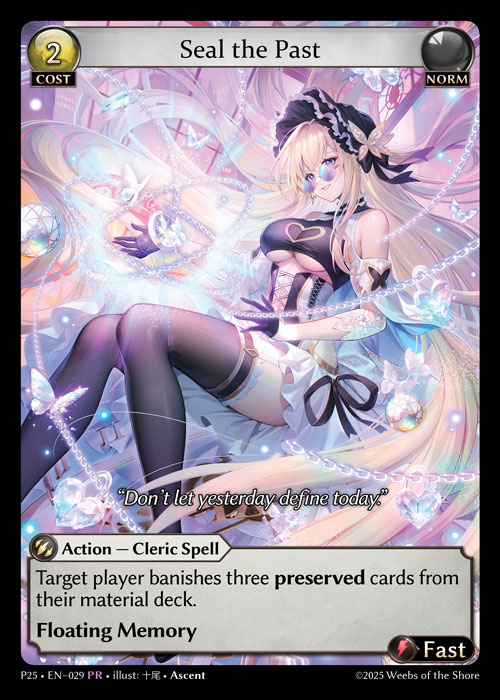 2
COST
Seal the Past
NORM
"Don't let yesterday define today."
Action — Cleric Spell
Target player banishes three preserved cards from
their material deck.
Floating Memory
Fast
P25 • EN-029 PR • illust: 十尾 • Ascent
©2025 Weebs of the Shore